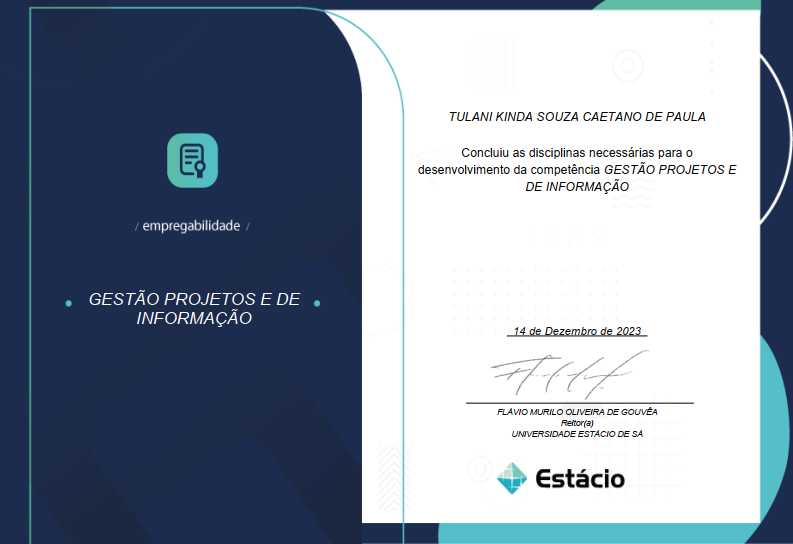 / empregabilidade /
GESTÃO PROJETOS E DE
INFORMAÇÃO
TULANI KINDA SOUZA CAETANO DE PAULA
Concluiu as disciplinas necessárias para o
desenvolvimento da competência GESTÃO PROJETOS E
DE INFORMAÇÃO
14 de Dezembro de 2023
FLÁVIO MURILO OLIVEIRA DE GOUVÊA
Reitor(a)
UNIVERSIDADE ESTÁCIO DE SÁ
Estácio